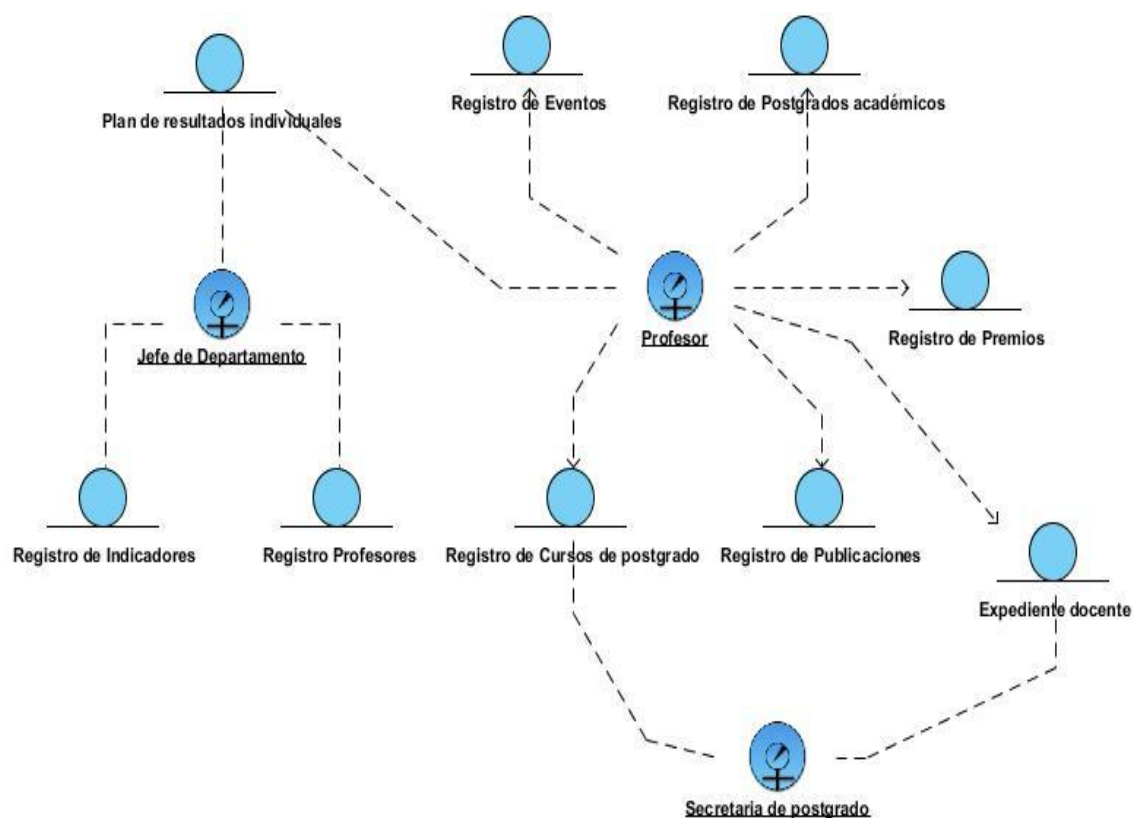 Plan de resultados individuales
Registro de Eventos
Registro de Postgrados académicos
Jefe de Departamento
Profesor
Registro de Premios
Registro de Indicadores
Registro Profesores
Registro de Cursos de postgrado
Registro de Publicaciones
Expediente docente
Secretaria de postgrado